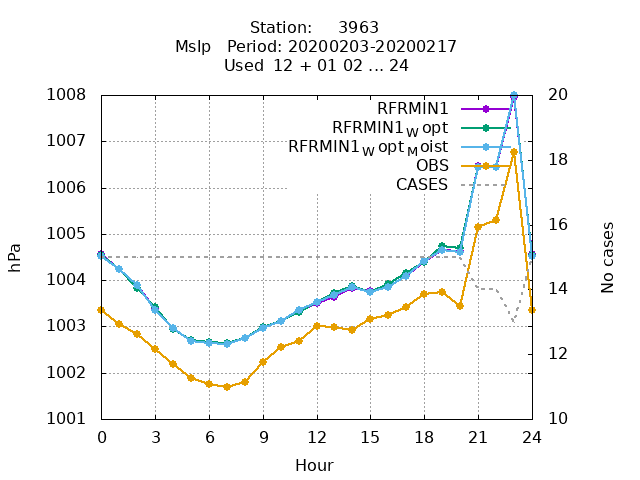 Station:     3963
Mslp   Period: 20200203-20200217
Used  12 + 01 02 ... 24
1008
1007
1006
1005
1004
1003
1002
1001
hPa
RFRMIN1
RFRMIN1_W opt
RFRMIN1_W opt_M oist
OBS
CASES
20
18
16
14
12
10
No cases
0 3 6 9 12 15 18 21 24
Hour